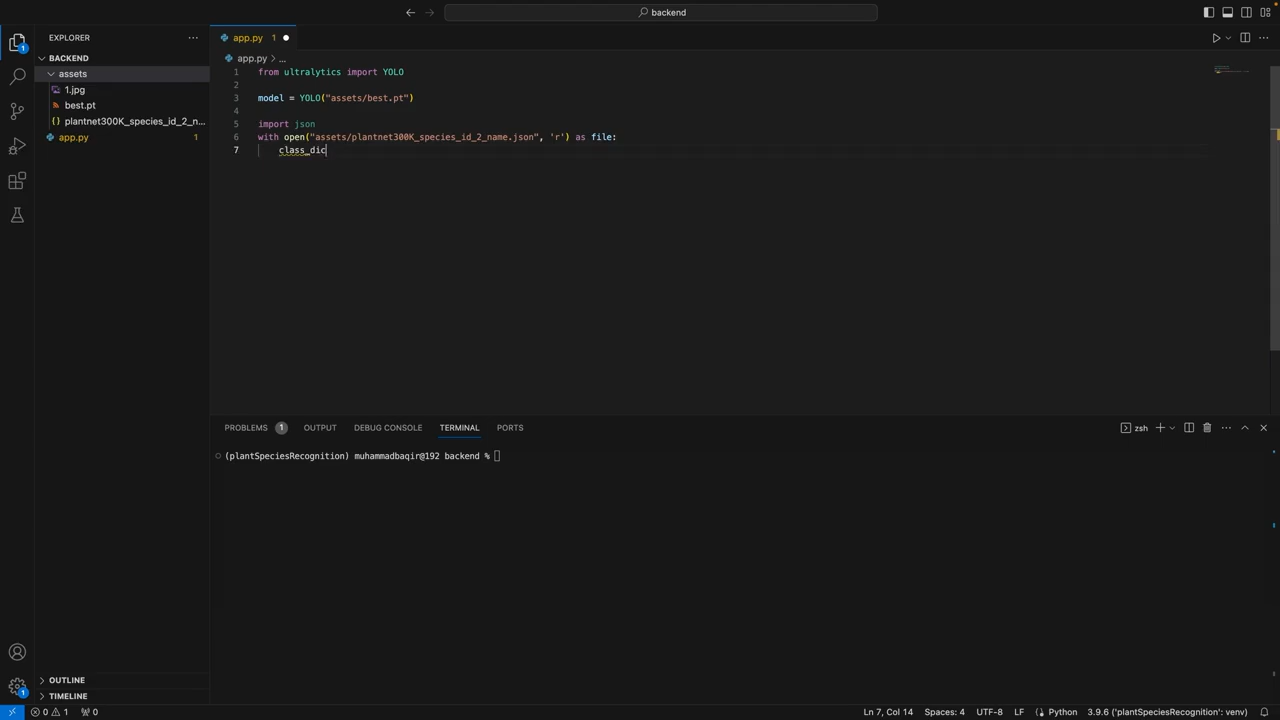 backend
EXPLORER
app.py 1
BACKEND
app.py > ...
assets
1 from ultralytics import YOLO
1.jpg
2
best.pt
3 model = YOLO("assets/best.pt")
plantnet300K_species_id_2_n...
4
app.py 1
5 import json
6 with open("assets/plantnet300K_species_id_2_name.json", 'r') as file:
7 class_dic
PROBLEMS 1 OUTPUT DEBUG CONSOLE TERMINAL PORTS
zsh
(plantSpeciesRecognition) muhammadbaqir@192 backend %
OUTLINE
TIMELINE
1
1
0 1 0
Ln 7, Col 14 Spaces: 4 UTF-8 LF Python 3.9.6 ('plantSpeciesRecognition': venv)